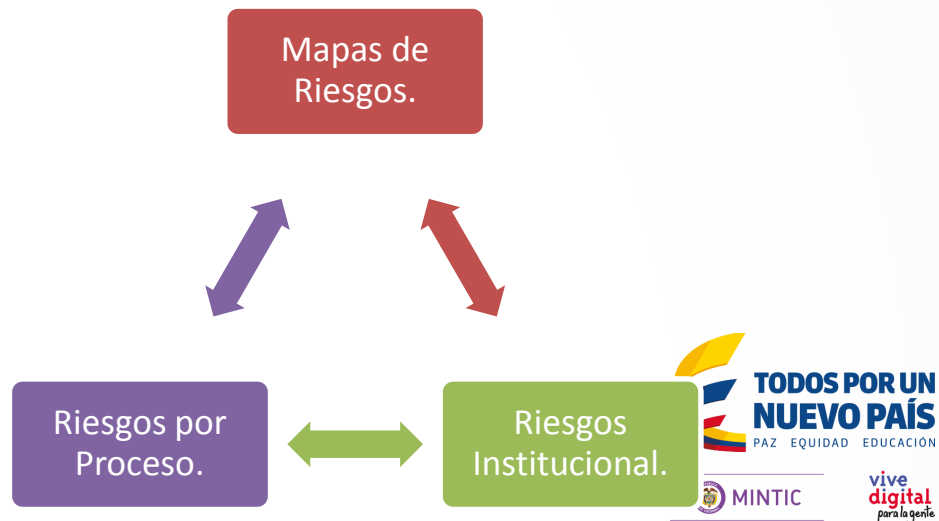 Mapas de
Riesgos.
Riesgos por
Proceso.
Riesgos
Institucional.
TODOS POR UN
NUEVO PAÍS
PAZ EQUIDAD EDUCACIÓN
MINTIC
vive
digital
para la gente